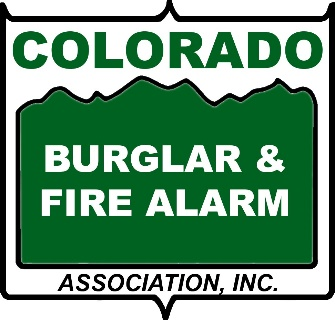 COLORADO
BURGLAR &
FIRE ALARM
ASSOCIATION, INC.